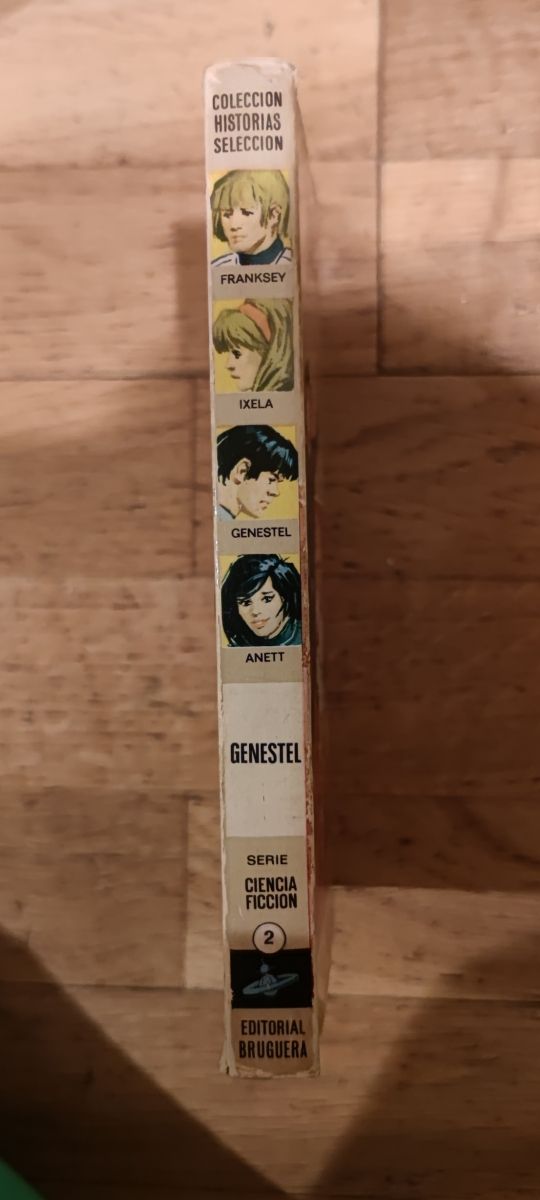 COLECCION
HISTORIAS
SELECCION
FRANKSEY
IXELA
GENESTEL
ANETT
GENESTEL
SERIE
CIENCIA
FICCION
2
EDITORIAL
BRUGUERA